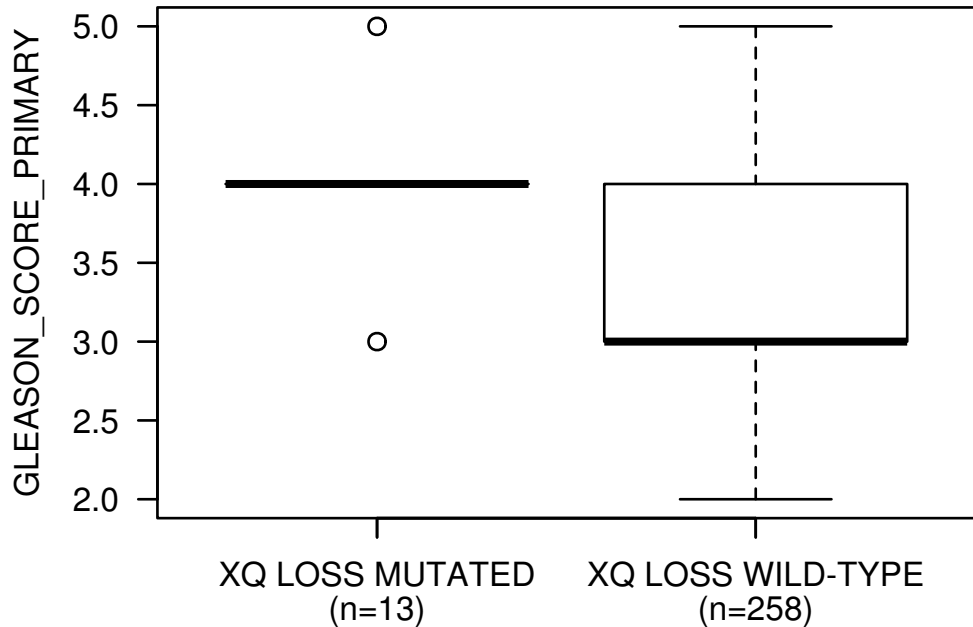 GLEASON_SCORE_PRIMARY
5.0
4.5
4.0
3.5
3.0
2.5
2.0
XQ LOSS MUTATED
(n=13)
XQ LOSS WILD-TYPE
(n=258)